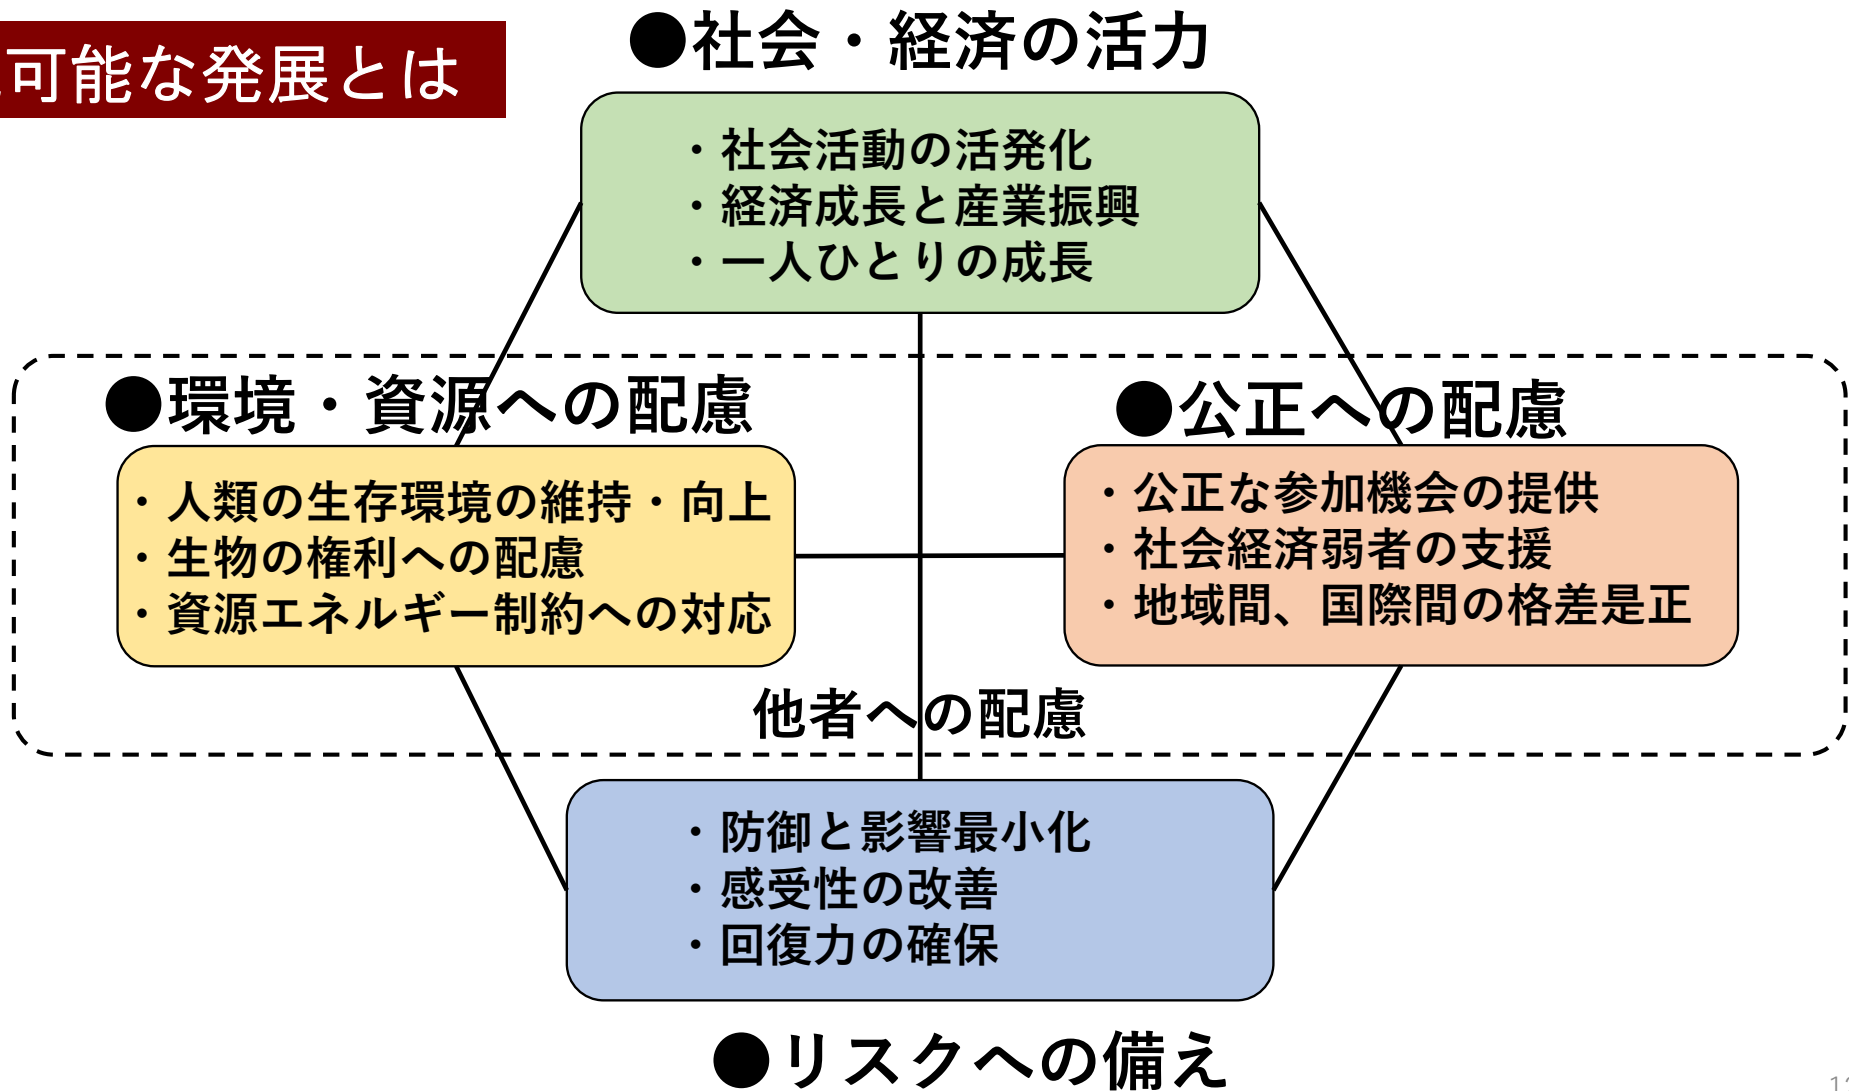 可能な発展とは
●社会・経済の活力
・社会活動の活発化
・経済成長と産業振興
・一人ひとりの成長
●環境・資源への配慮
・人類の生存環境の維持・向上
・生物の権利への配慮
・資源エネルギー制約への対応
●公正への配慮
・公正な参加機会の提供
・社会経済弱者の支援
・地域間、国際間の格差是正
他者への配慮
・防御と影響最小化
・感受性の改善
・回復力の確保
●リスクへの備え